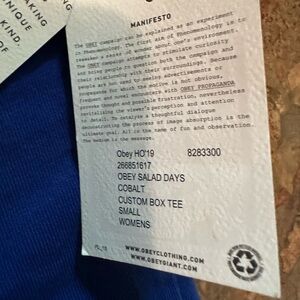 AKING
NIQUE
KIND
DE
MANIFESTO
The OBEY campaign can be explained as an experiment
in Phenomenology. The first aim of Phenomenology is to
reawaken a sense of wonder about one's environment.
The OBEY campaign attempts to stimulate curiosity
and bring people to question both the campaign and
their relationship with their surroundings. Because
people are not used to seeing advertisements or
propaganda for which the motive is not obvious,
frequent and novel encounters with OBEY PROPAGANDA
provoke thought and possible frustration, nevertheless
revitalizing the viewer's perception and attention
to detail. To catalyze a thoughtful dialogue
deconstructing the process of image absorption is the
ultimate goal. All in the name of fun and observation.
The medium is the message.
Obey HO'19 8283300
266851617
OBEY SALAD DAYS
COBALT
CUSTOM BOX TEE
SMALL
WOMENS
WWW.OBEYCLOTHING.COM
WWW.OBEYGIANT.COM